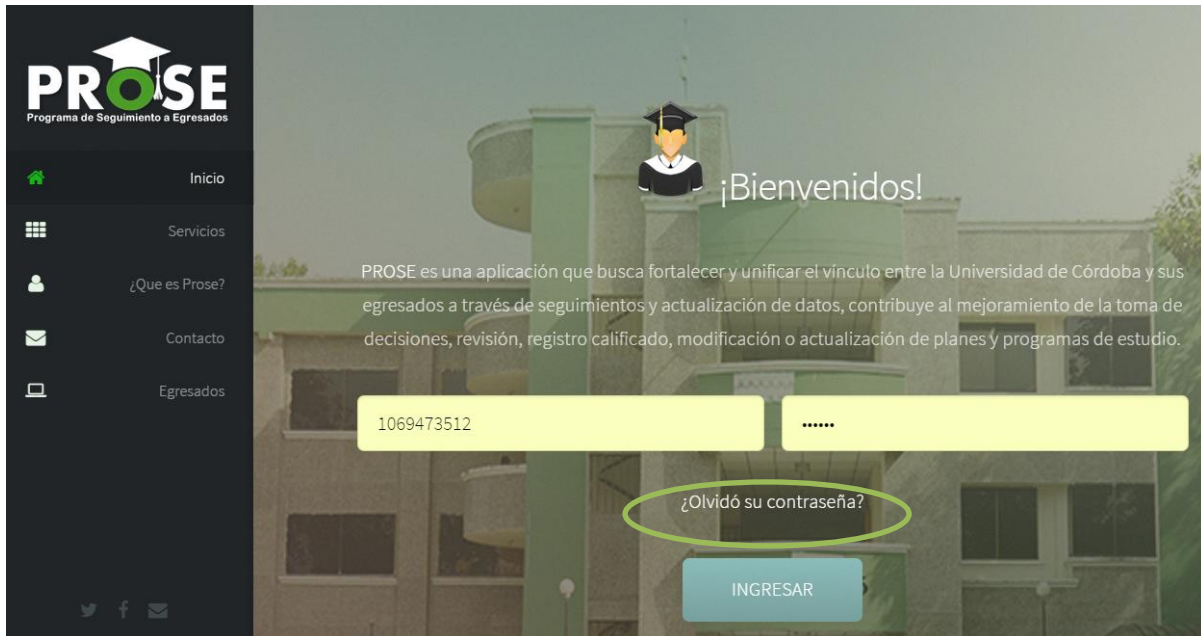 PROSE
Programa de Seguimiento a Egresados
Inicio
Servicios
¿Que es Prose?
Contacto
Egresados
¡Bienvenidos!
PROSE es una aplicación que busca fortalecer y unificar el vínculo entre la Universidad de Córdoba y sus
egresados a través de seguimientos y actualización de datos, contribuye al mejoramiento de la toma de
decisiones, revisión, registro calificado, modificación o actualización de planes y programas de estudio.
1069473512
••••••
¿Olvidó su contraseña?
INGRESAR